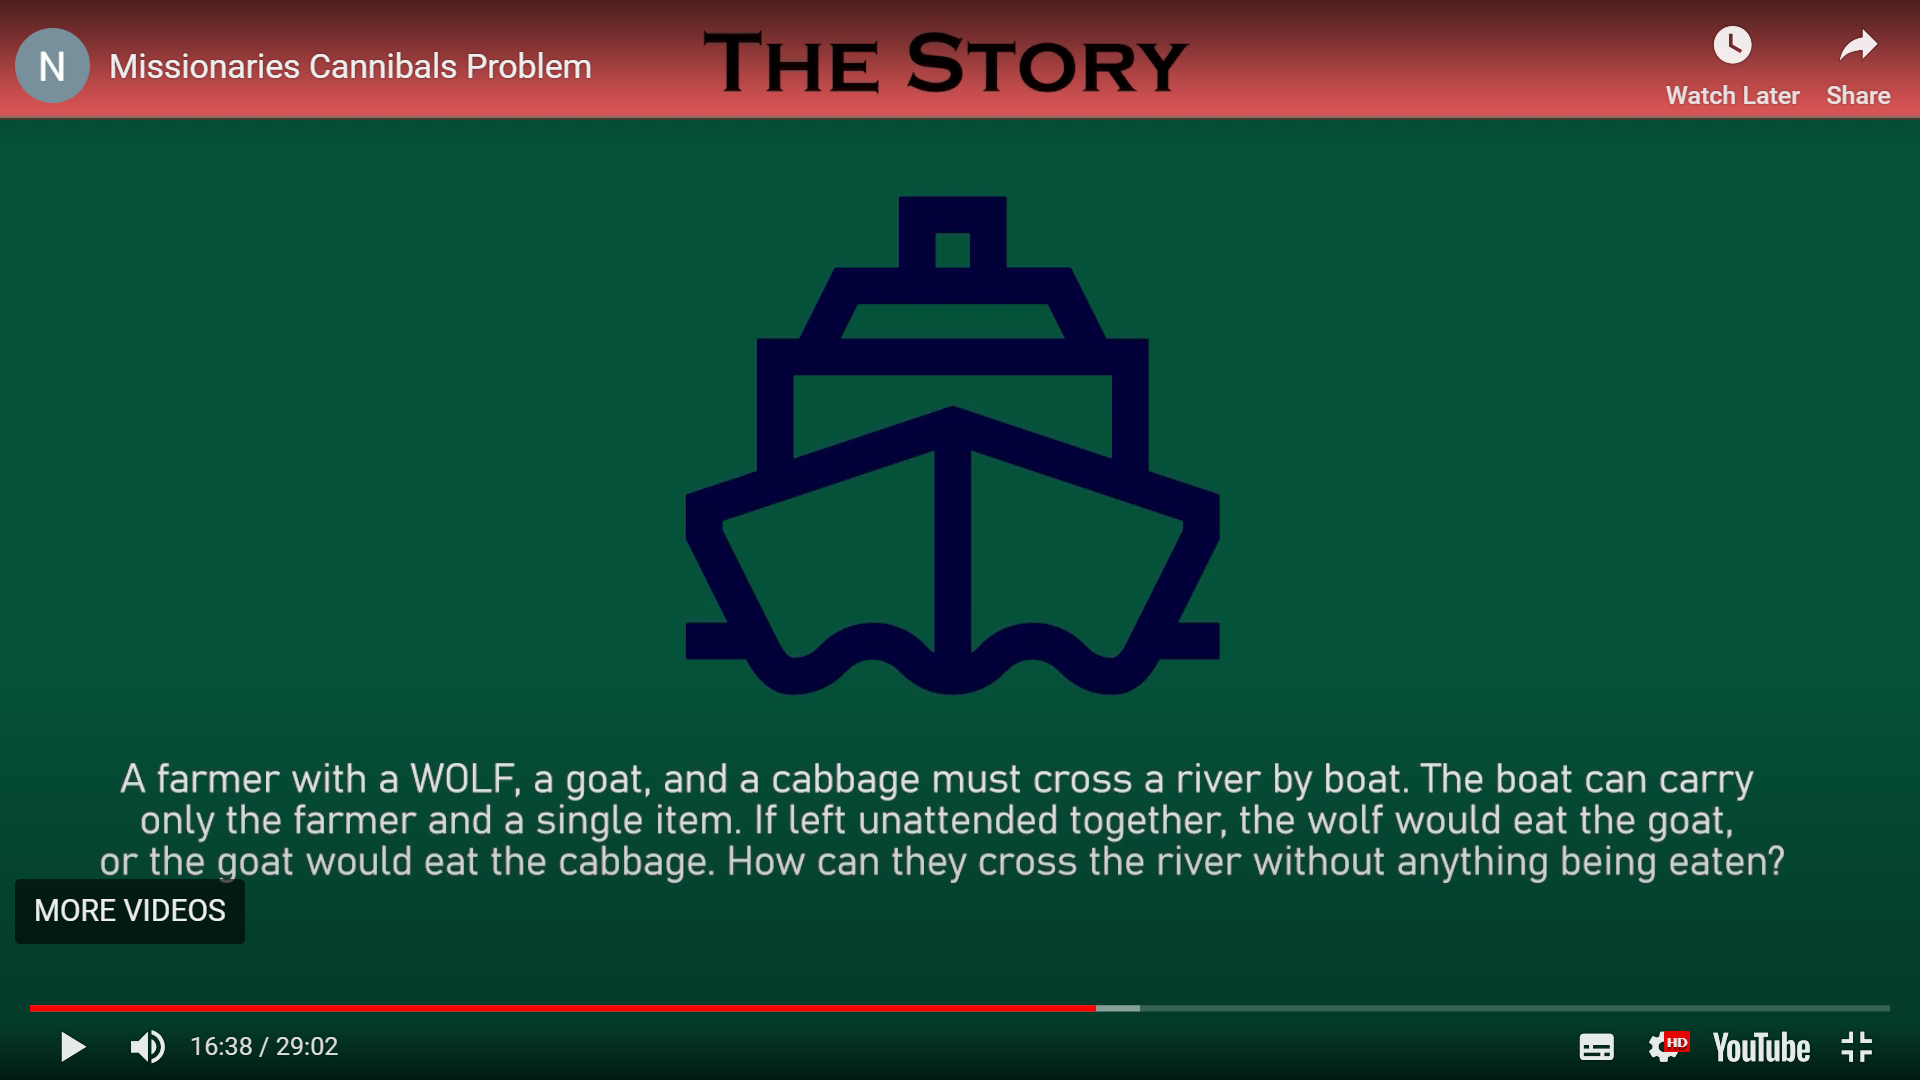 N
Missionaries Cannibals Problem
THE STORY
Watch Later
Share
A farmer with a WOLF, a goat, and a cabbage must cross a river by boat. The boat can carry
only the farmer and a single item. If left unattended together, the wolf would eat the goat,
or the goat would eat the cabbage. How can they cross the river without anything being eaten?
MORE VIDEOS
16:38 / 29:02
HD
YouTube